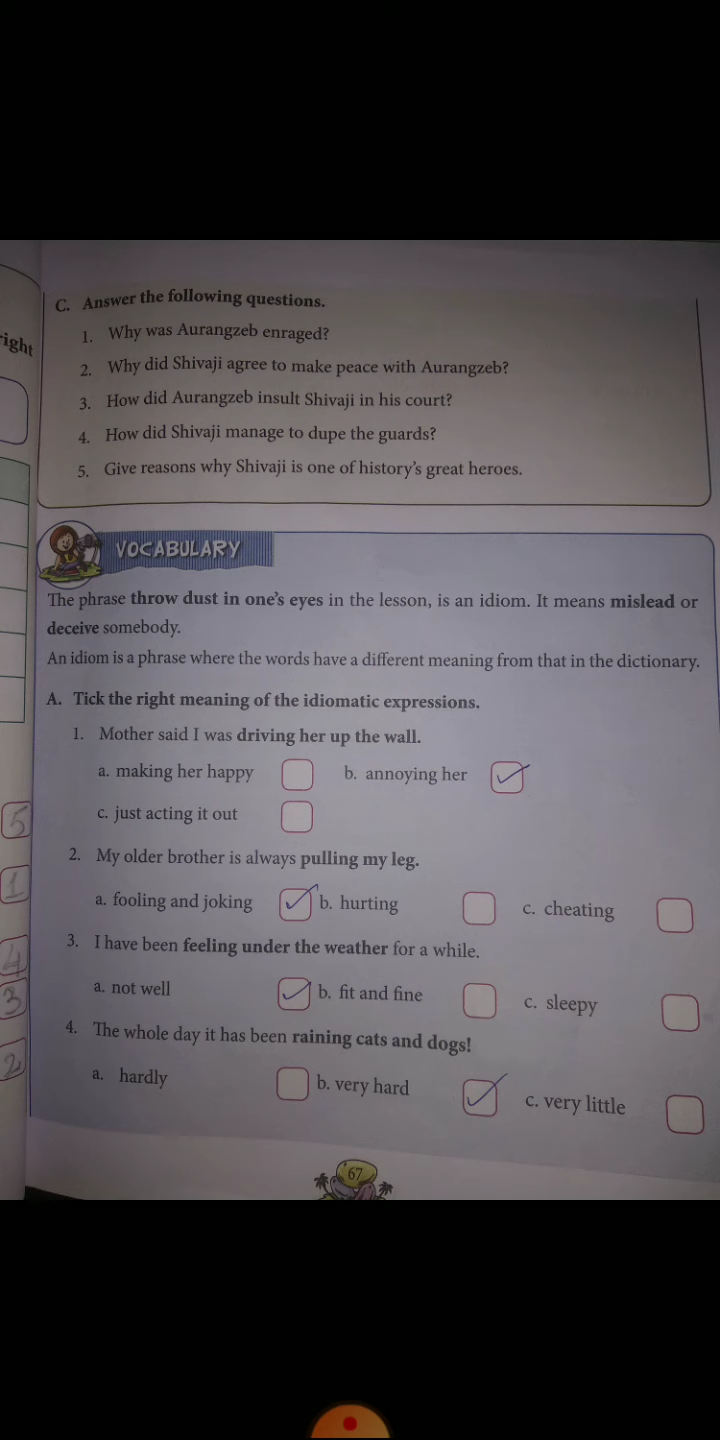 ight
C. Answer the following questions.
1. Why was Aurangzeb enraged?
2. Why did Shivaji agree to make peace with Aurangzeb?
3. How did Aurangzeb insult Shivaji in his court?
4. How did Shivaji manage to dupe the guards?
5. Give reasons why Shivaji is one of history's great heroes.
VOCABULARY
The phrase throw dust in one's eyes in the lesson, is an idiom. It means mislead or
deceive somebody.
An idiom is a phrase where the words have a different meaning from that in the dictionary.
A. Tick the right meaning of the idiomatic expressions.
1. Mother said I was driving her up the wall.
a. making her happy b. annoying her
c. just acting it out
5
2. My older brother is always pulling my leg.
1
a. fooling and joking b. hurting c. cheating
3. I have been feeling under the weather for a while.
4
a. not well b. fit and fine c. sleepy
3
4. The whole day it has been raining cats and dogs!
2
a. hardly b. very hard c. very little
67